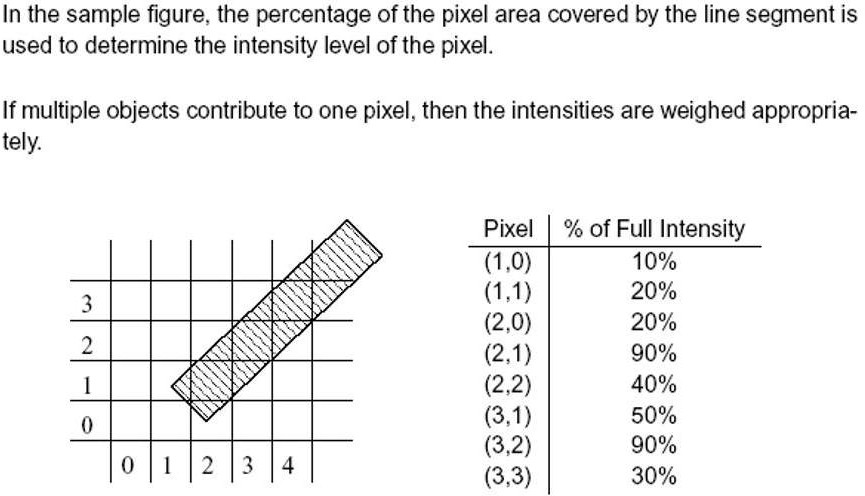 In the sample figure, the percentage of the pixel area covered by the line segment is
used to determine the intensity level of the pixel.
If multiple objects contribute to one pixel, then the intensities are weighed appropria-
tely.
3
2
1
0
0 1 2 3 4
Pixel % of Full Intensity
(1,0) 10%
(1,1) 20%
(2,0) 20%
(2,1) 90%
(2,2) 40%
(3,1) 50%
(3,2) 90%
(3,3) 30%